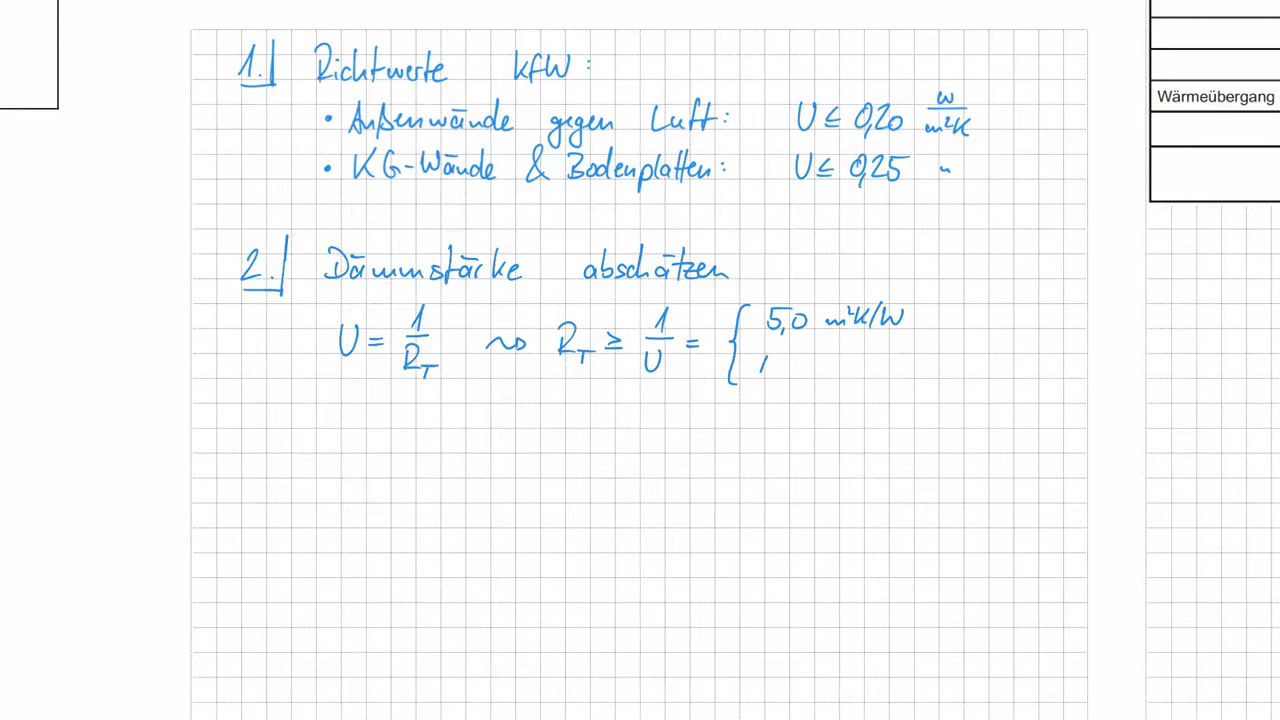 1.) Richtwerte KfW:
• Außenwände gegen Luft: U ≤ 0,20 W/m²K
• KG-Wände & Bodenplatten: U ≤ 0,25 "
2.) Dämmstärke abschätzen
U = 1/R_T ⇝ R_T ≥ 1/U = { 5,0 m²K/W
Wärmeübergang